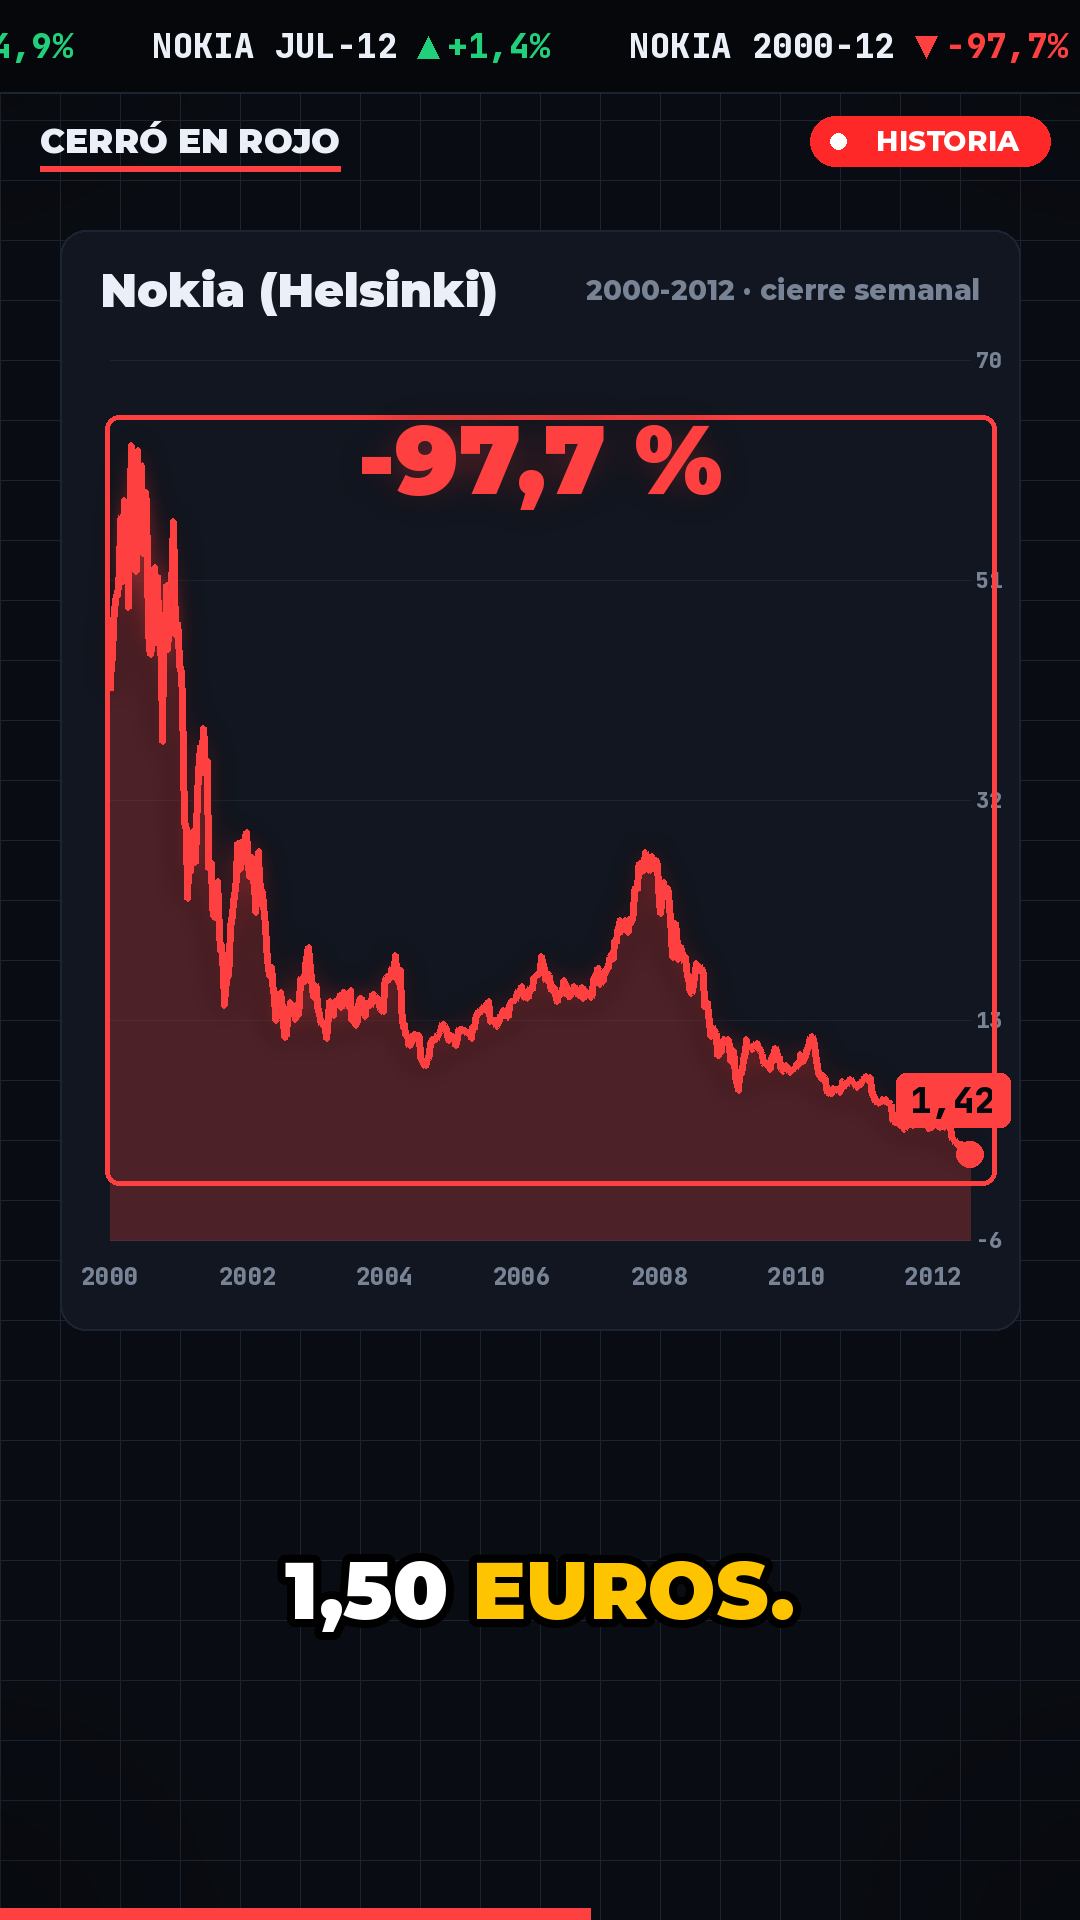 4,9% NOKIA JUL-12 ▲+1,4% NOKIA 2000-12 ▼-97,7%
CERRÓ EN ROJO
HISTORIA
Nokia (Helsinki)
2000-2012 · cierre semanal
70
-97,7 %
51
32
13
1,42
-6
2000 2002 2004 2006 2008 2010 2012
1,50 EUROS.